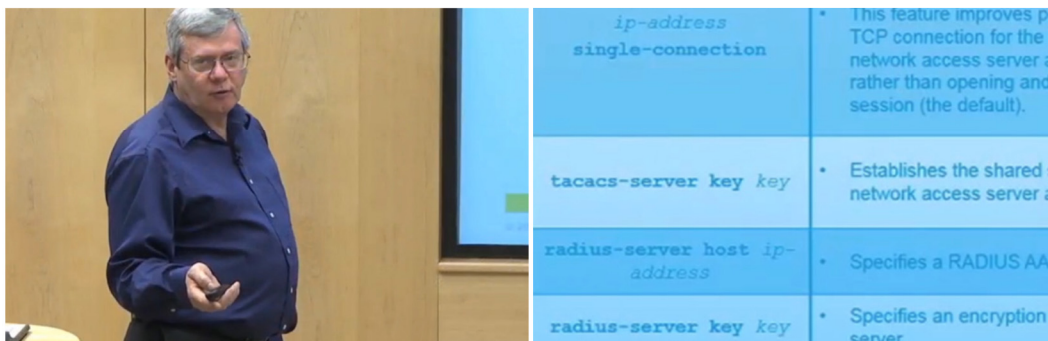 ip-address
single-connection
This feature improves p
TCP connection for the
network access server a
rather than opening and
session (the default).
tacacs-server key key
Establishes the shared
network access server a
radius-server host ip-
address
Specifies a RADIUS AA
radius-server key key
Specifies an encryption
server